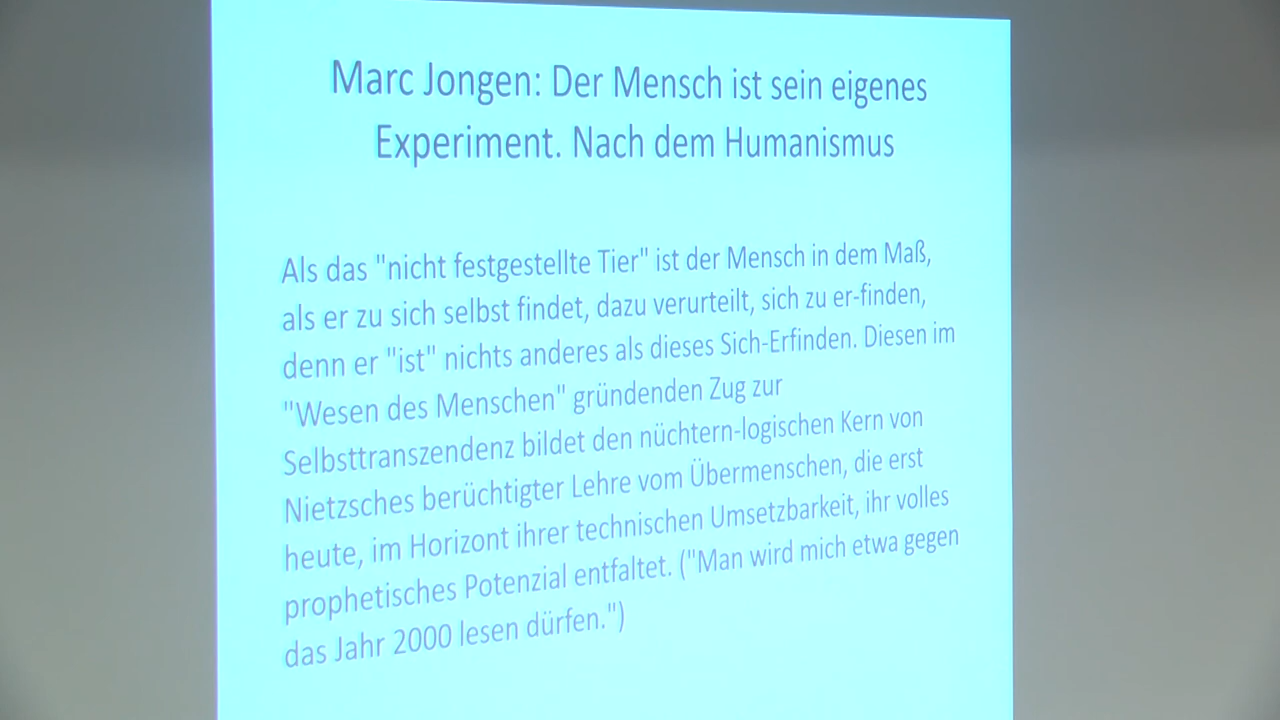 Marc Jongen: Der Mensch ist sein eigenes
Experiment. Nach dem Humanismus
Als das "nicht festgestellte Tier" ist der Mensch in dem Maß,
als er zu sich selbst findet, dazu verurteilt, sich zu er-finden,
denn er "ist" nichts anderes als dieses Sich-Erfinden. Diesen im
"Wesen des Menschen" gründenden Zug zur
Selbsttranszendenz bildet den nüchtern-logischen Kern von
Nietzsches berüchtigter Lehre vom Übermenschen, die erst
heute, im Horizont ihrer technischen Umsetzbarkeit, ihr volles
prophetisches Potenzial entfaltet. ("Man wird mich etwa gegen
das Jahr 2000 lesen dürfen.")